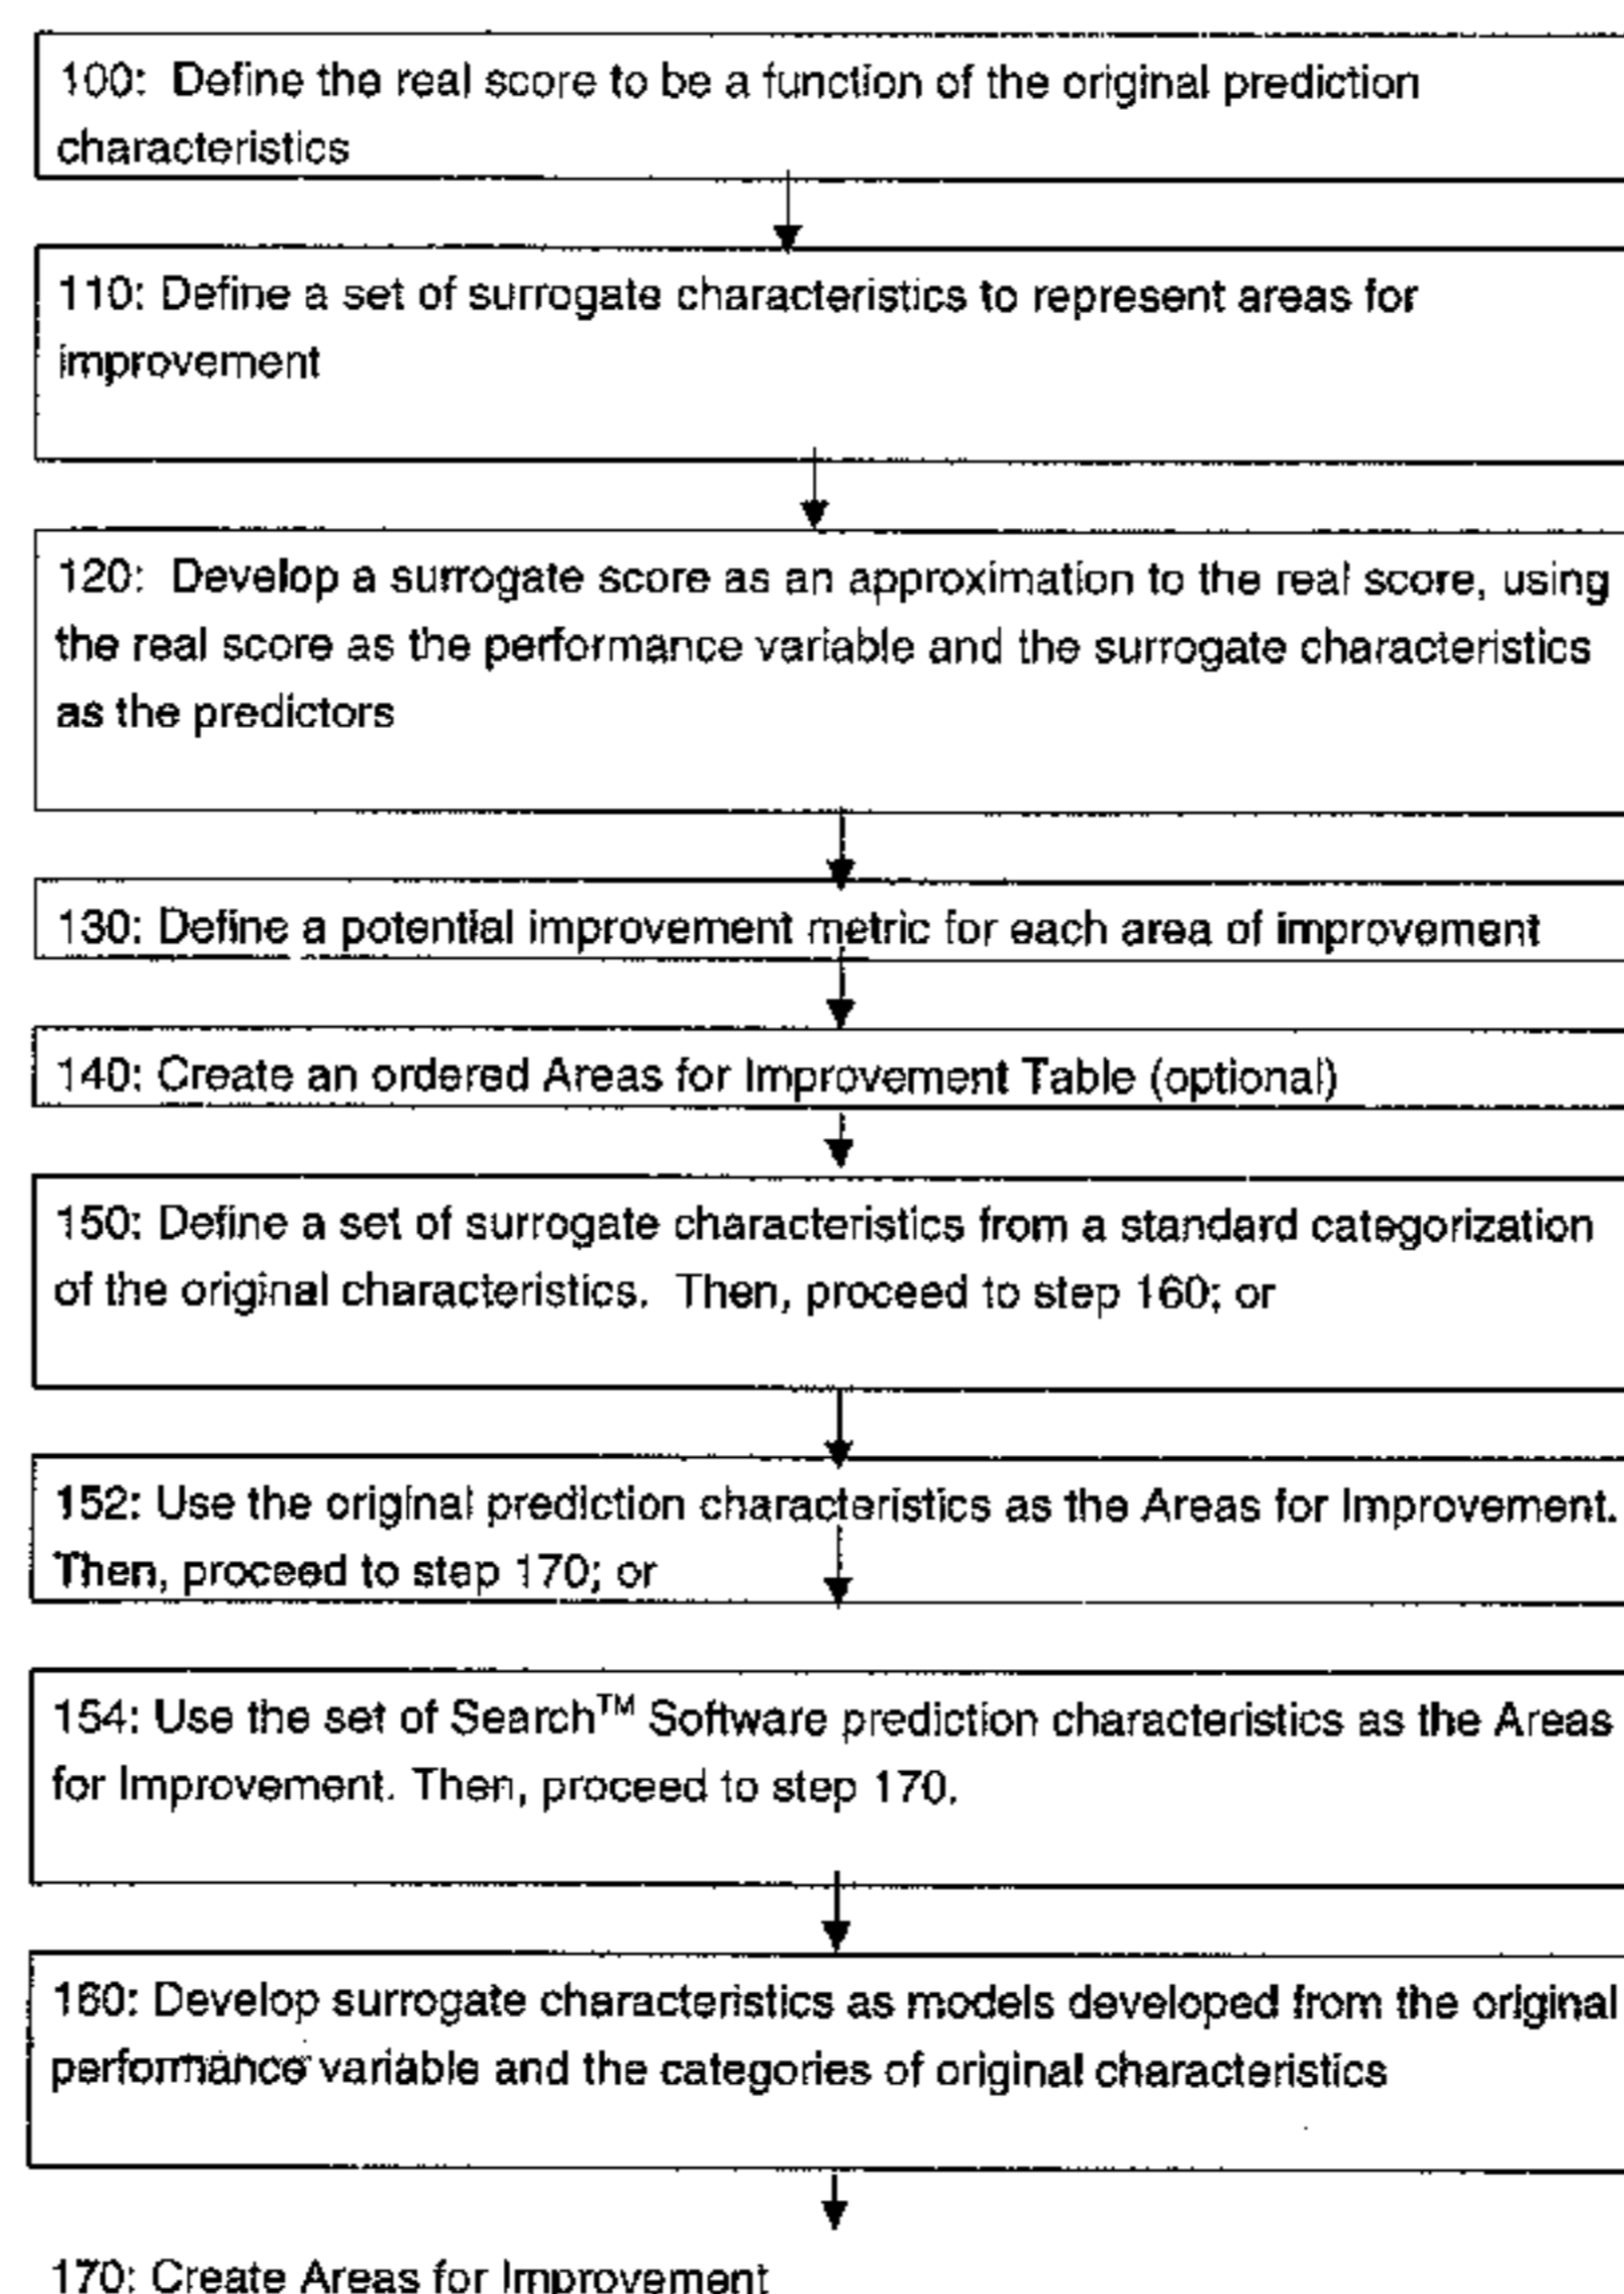 100: Define the real score to be a function of the original prediction
characteristics
110: Define a set of surrogate characteristics to represent areas for
improvement
120: Develop a surrogate score as an approximation to the real score, using
the real score as the performance variable and the surrogate characteristics
as the predictors
130: Define a potential improvement metric for each area of improvement
140: Create an ordered Areas for Improvement Table (optional)
150: Define a set of surrogate characteristics from a standard categorization
of the original characteristics. Then, proceed to step 160; or
152: Use the original prediction characteristics as the Areas for Improvement.
Then, proceed to step 170; or
154: Use the set of Search™ Software prediction characteristics as the Areas
for Improvement. Then, proceed to step 170.
160: Develop surrogate characteristics as models developed from the original
performance variable and the categories of original characteristics
170: Create Areas for Improvement